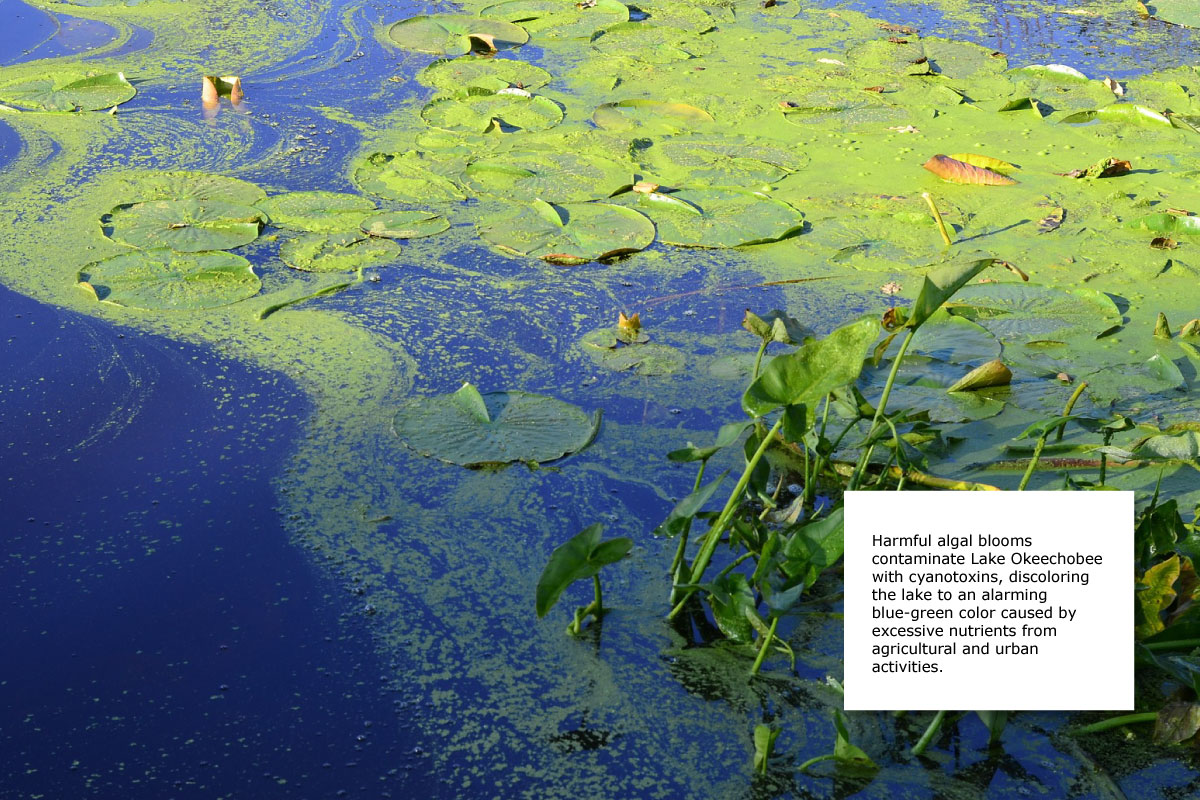 Harmful algal blooms
contaminate Lake Okeechobee
with cyanotoxins, discoloring
the lake to an alarming
blue-green color caused by
excessive nutrients from
agricultural and urban
activities.